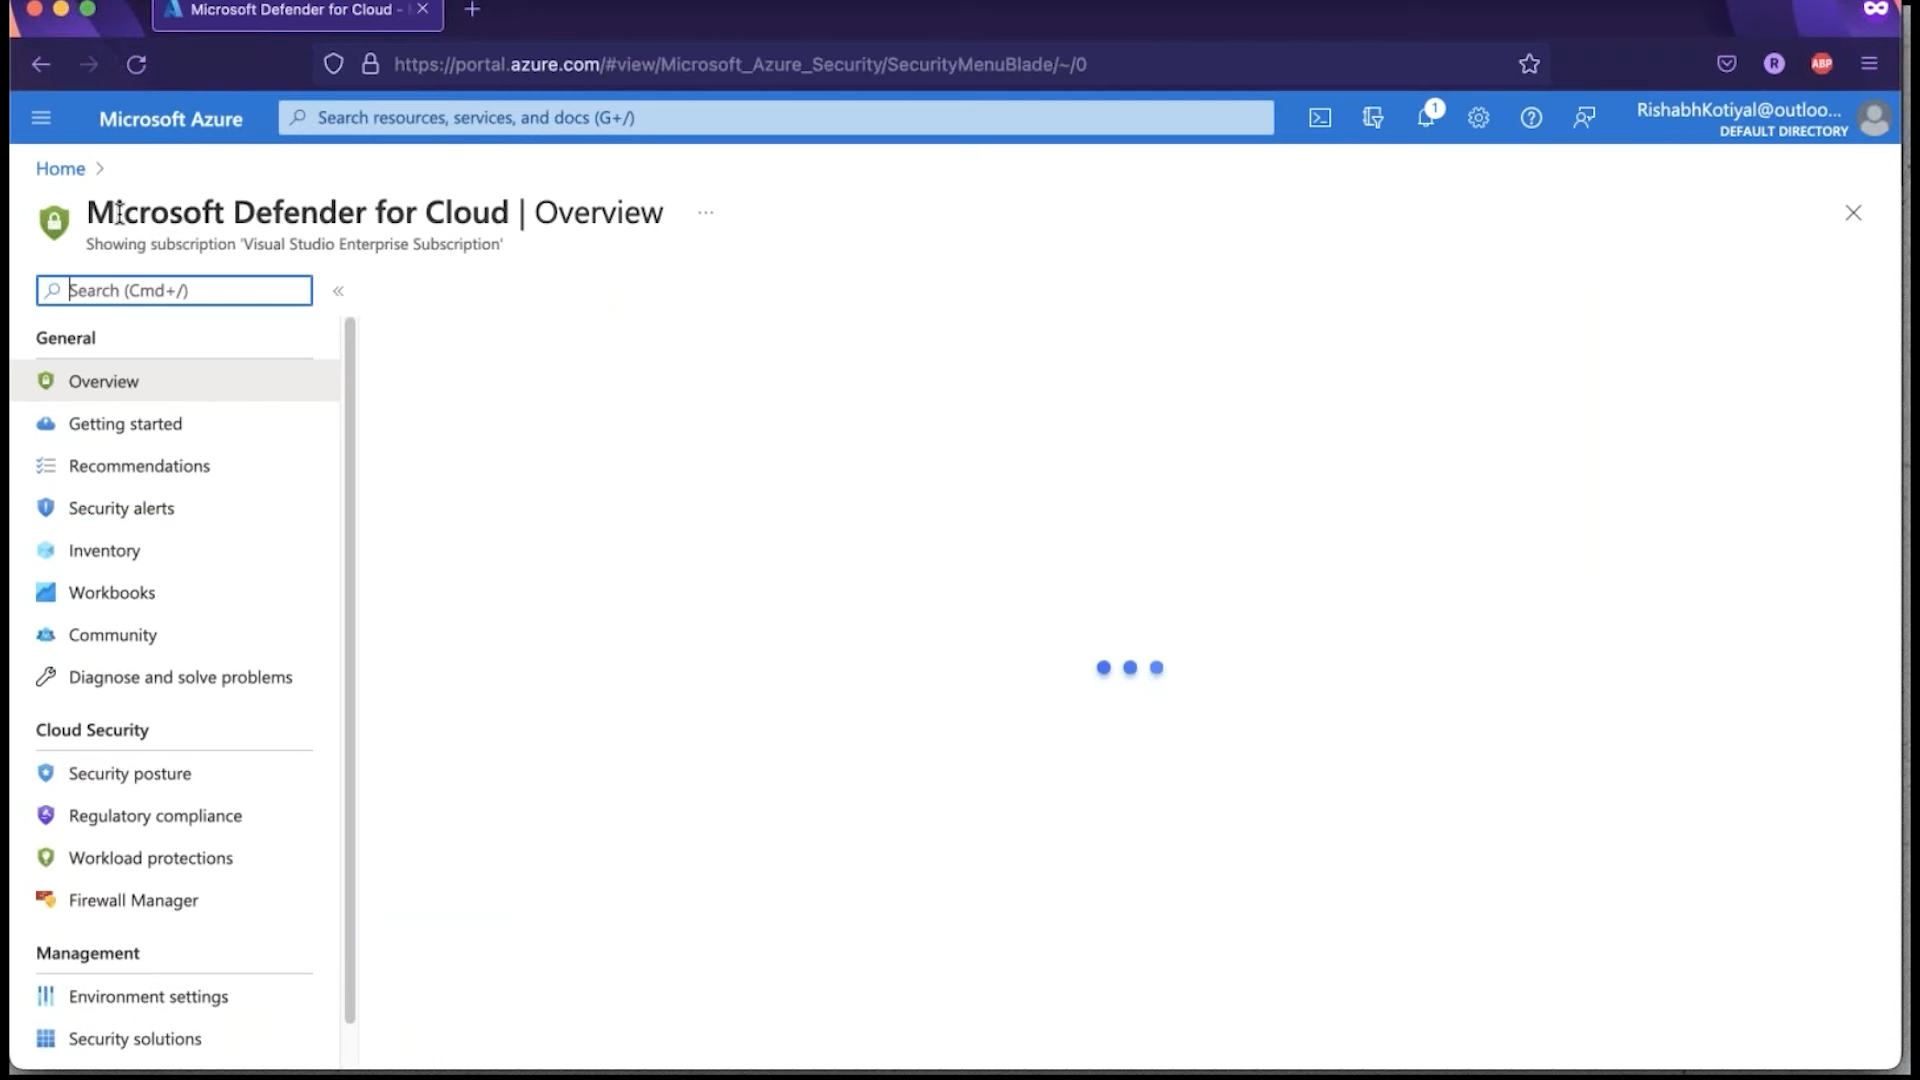 Microsoft Defender for Cloud -
https://portal.azure.com/#view/Microsoft_Azure_Security/SecurityMenuBlade/~/0
R
ABP
Microsoft Azure
Search resources, services, and docs (G+/)
1
RishabhKotiyal@outloo...
DEFAULT DIRECTORY
Home
Microsoft Defender for Cloud | Overview
...
Showing subscription 'Visual Studio Enterprise Subscription'
Search (Cmd+/)
«
General
Overview
Getting started
Recommendations
Security alerts
Inventory
Workbooks
Community
Diagnose and solve problems
Cloud Security
Security posture
Regulatory compliance
Workload protections
Firewall Manager
Management
Environment settings
Security solutions